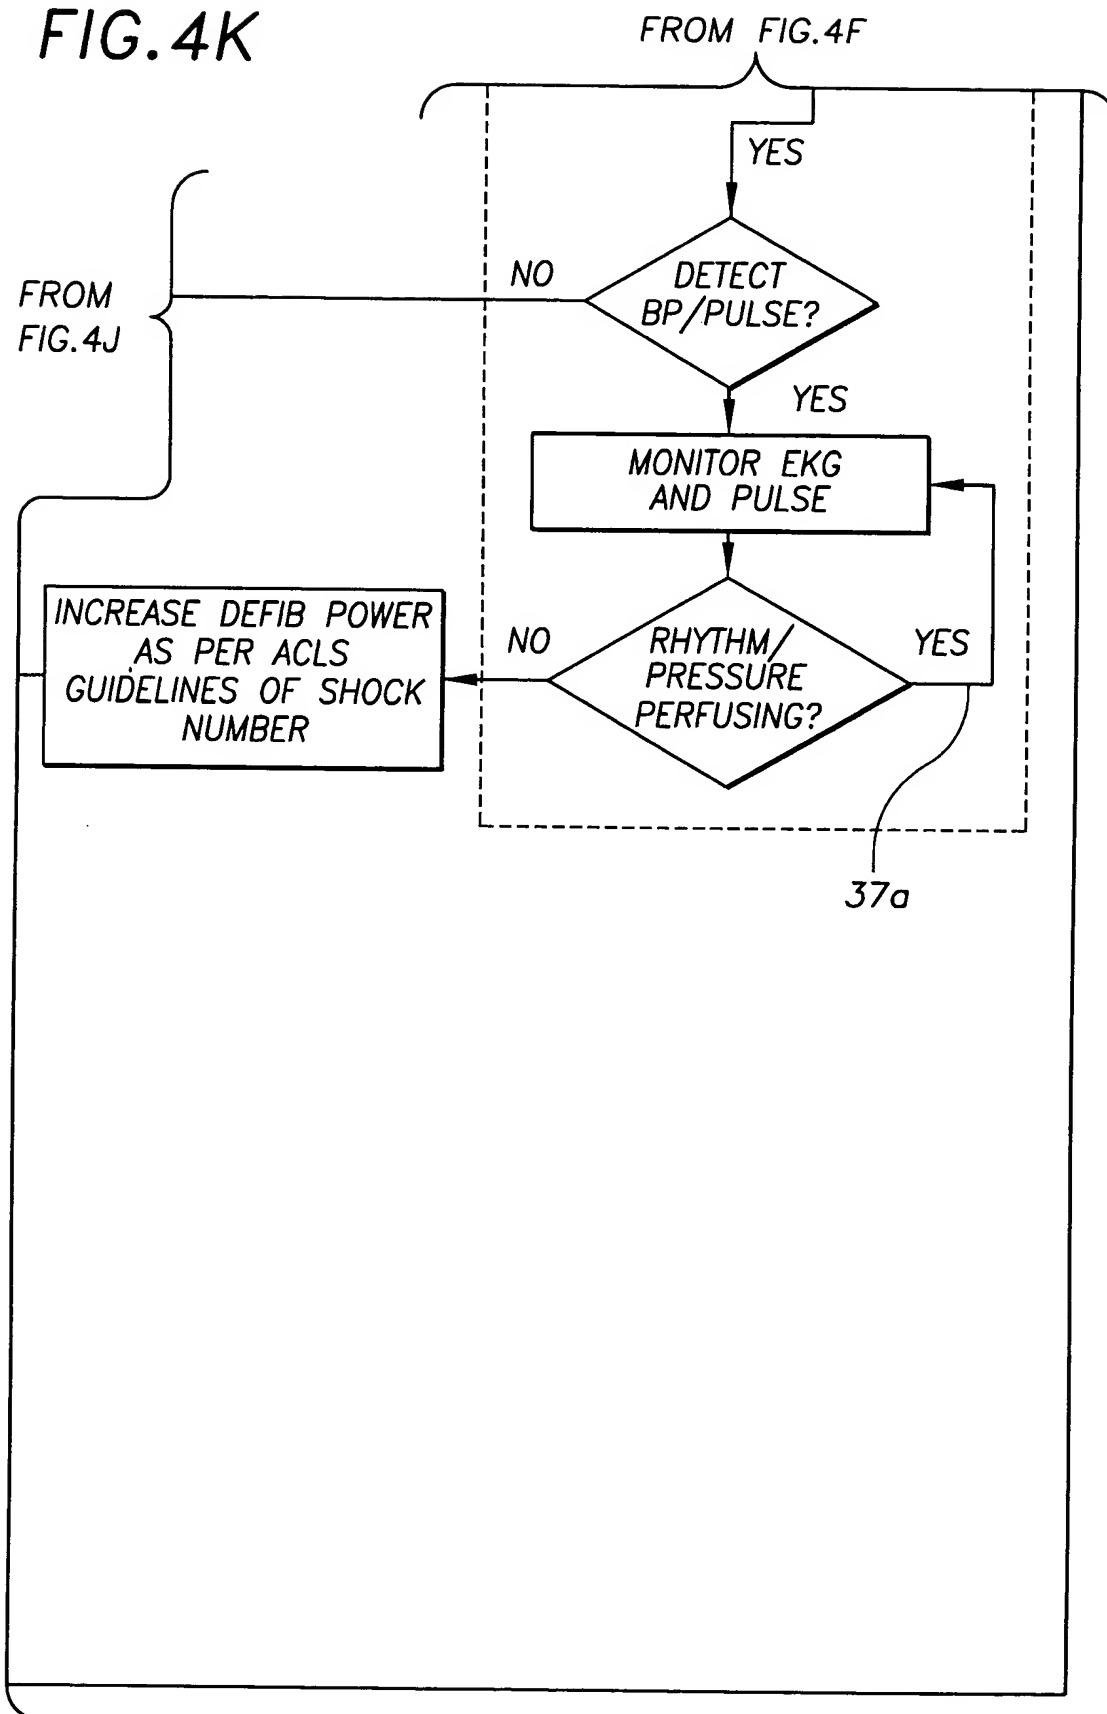 FIG.4K
FROM FIG.4F
YES
NO
DETECT
BP/PULSE?
FROM
FIG.4J
YES
MONITOR EKG
AND PULSE
INCREASE DEFIB POWER
AS PER ACLS
GUIDELINES OF SHOCK
NUMBER
NO
RHYTHM/
PRESSURE
PERFUSING?
YES
37a